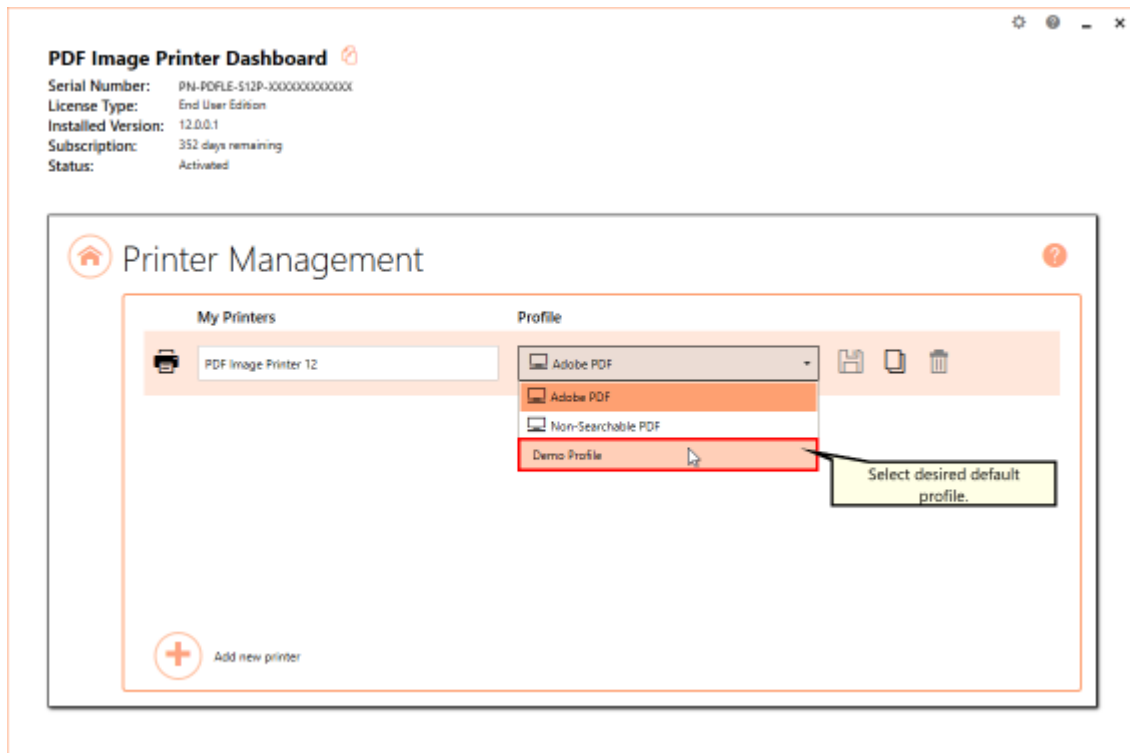 PDF Image Printer Dashboard
Serial Number: PN-PDFLE-S12P-XXXXXXXXXXXX
License Type: End User Edition
Installed Version: 12.0.0.1
Subscription: 352 days remaining
Status: Activated
Printer Management
My Printers Profile
PDF Image Printer 12 Adobe PDF
Adobe PDF
Non-Searchable PDF
Demo Profile
Select desired default
profile.
Add new printer